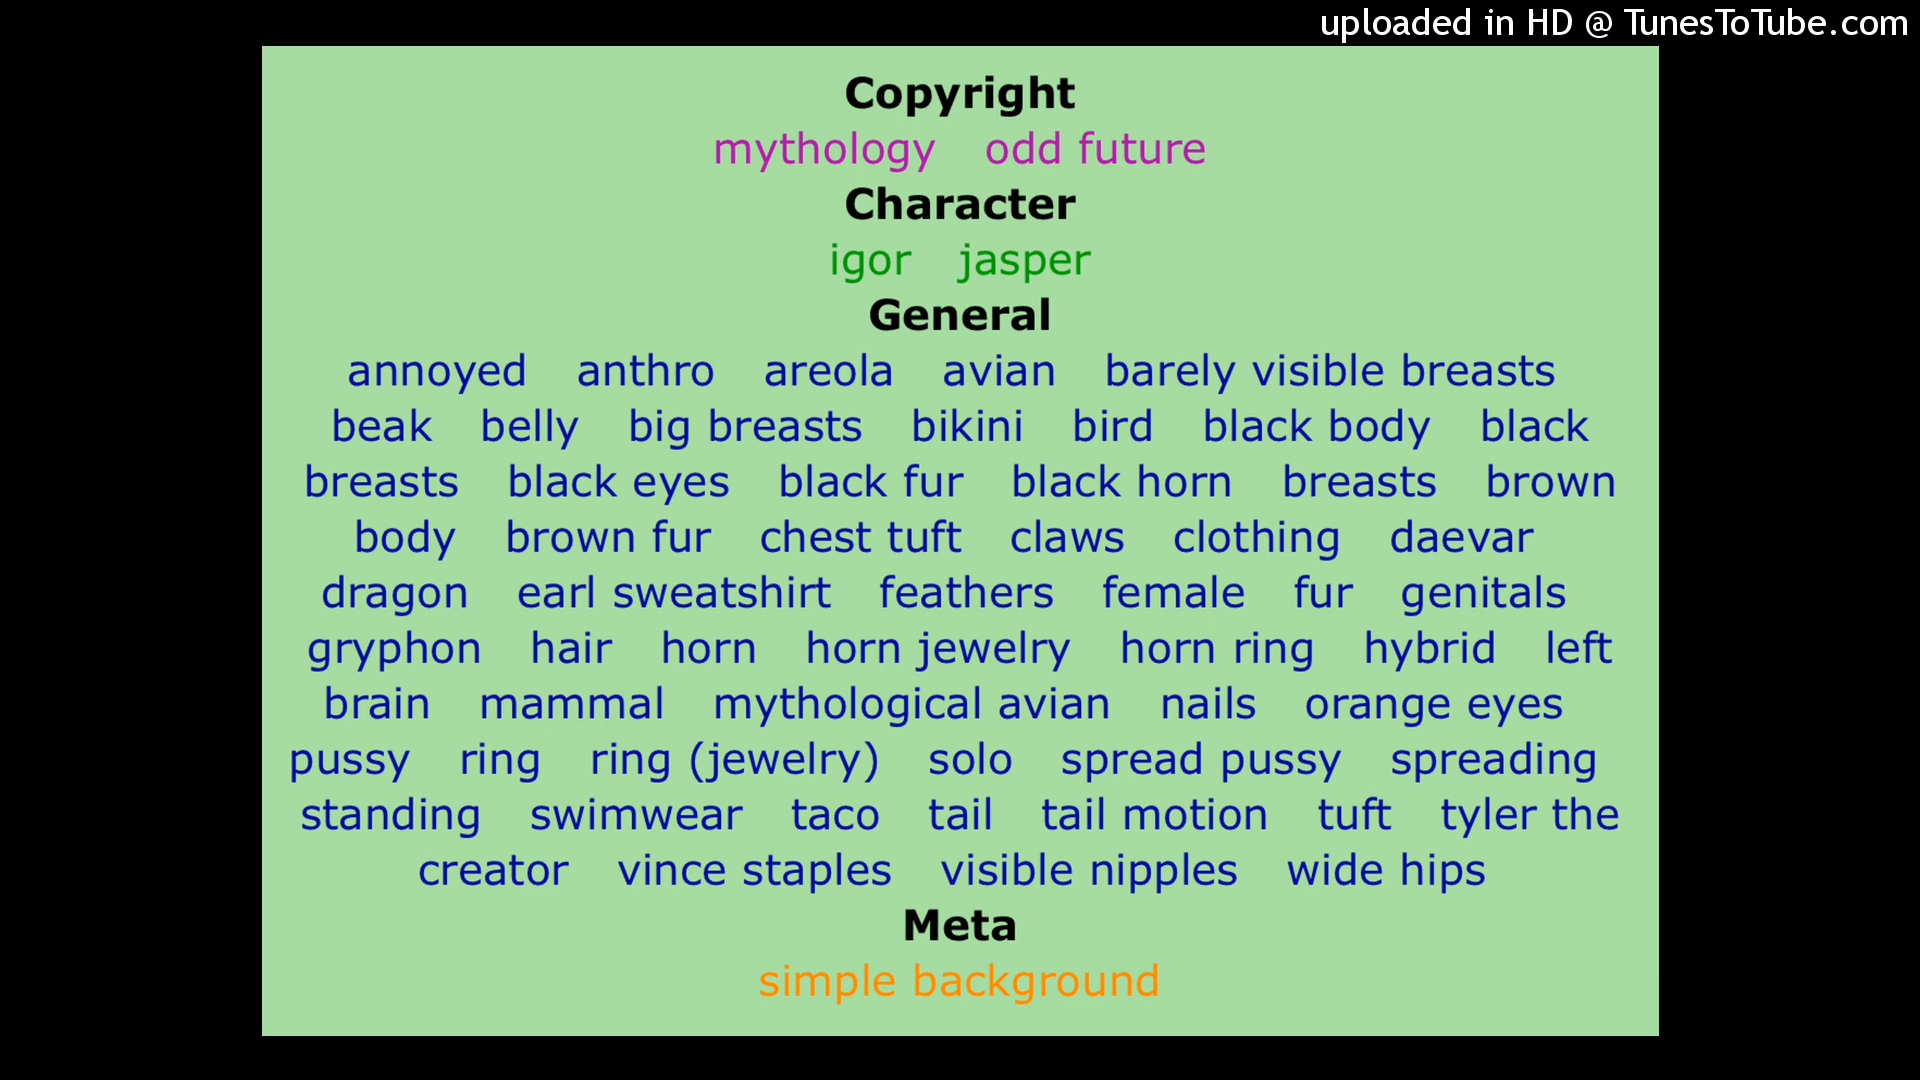 uploaded in HD @ TunesToTube.com
Copyright
mythology odd future
Character
igor jasper
General
annoyed anthro areola avian barely visible breasts
beak belly big breasts bikini bird black body black
breasts black eyes black fur black horn breasts brown
body brown fur chest tuft claws clothing daevar
dragon earl sweatshirt feathers female fur genitals
gryphon hair horn horn jewelry horn ring hybrid left
brain mammal mythological avian nails orange eyes
pussy ring ring (jewelry) solo spread pussy spreading
standing swimwear taco tail tail motion tuft tyler the
creator vince staples visible nipples wide hips
Meta
simple background